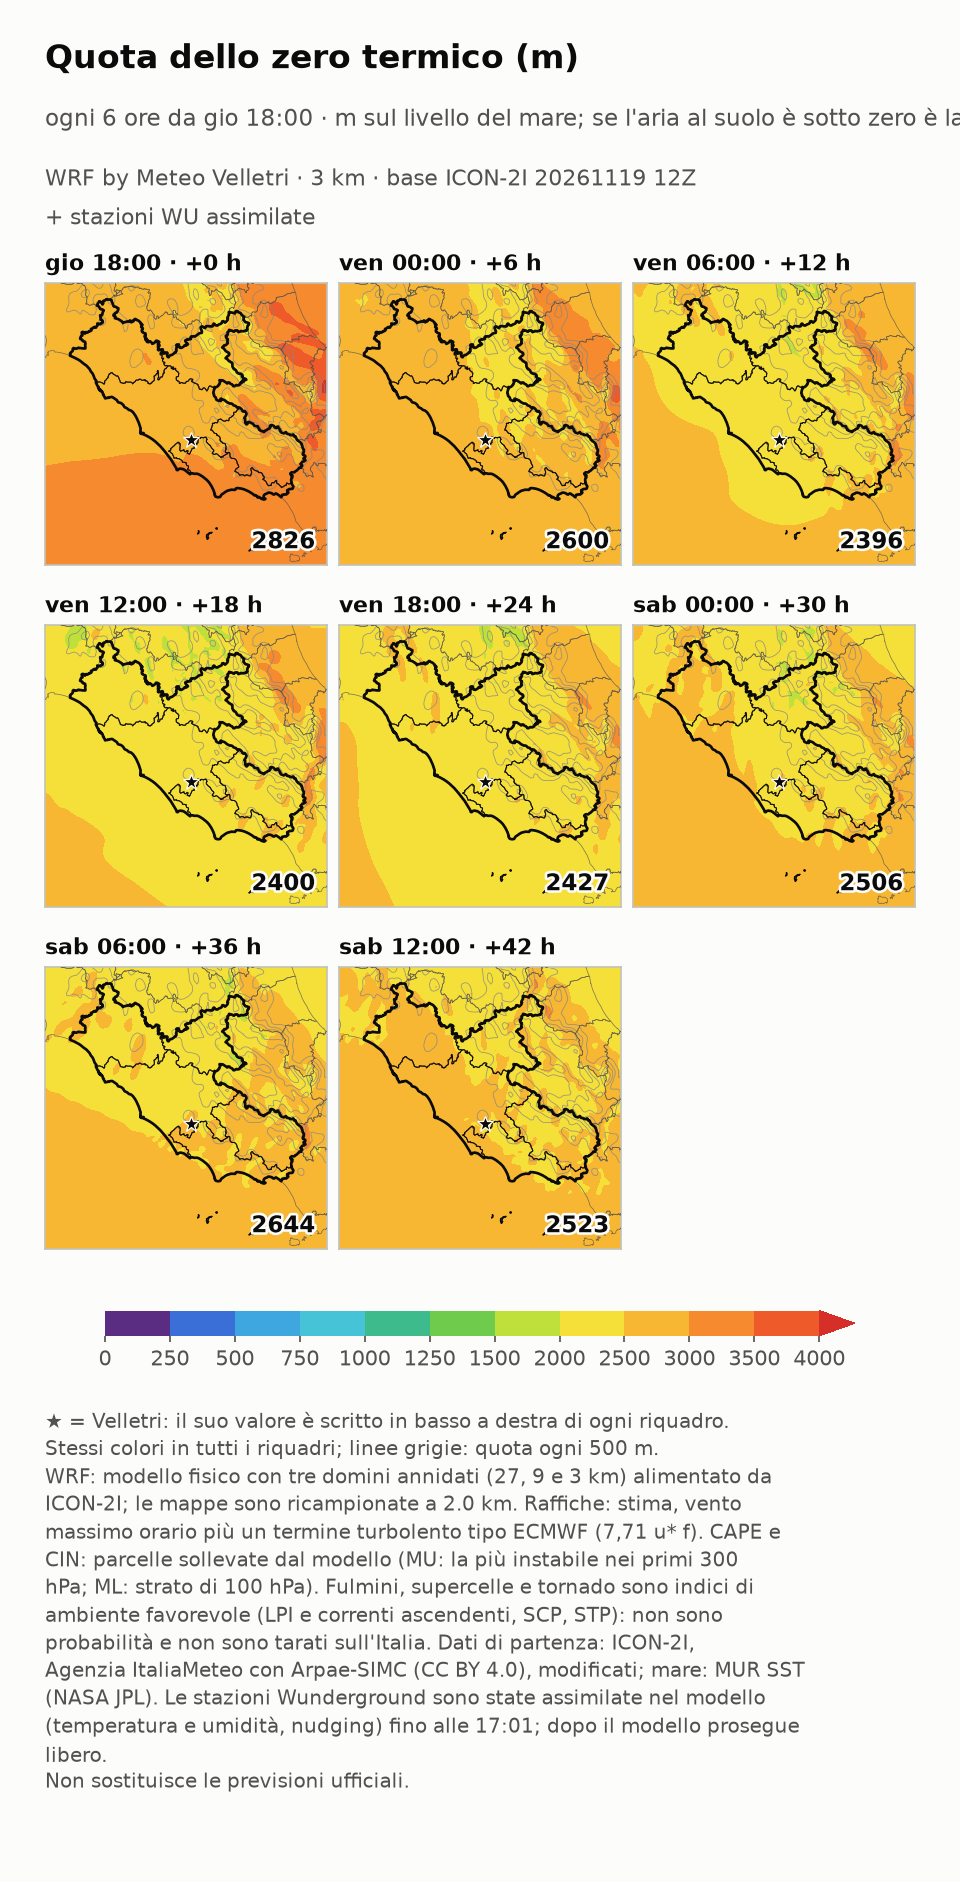 Quota dello zero termico (m)
ogni 6 ore da gio 18:00 · m sul livello del mare; se l'aria al suolo è sotto zero è la
WRF by Meteo Velletri · 3 km · base ICON-2I 20261119 12Z
+ stazioni WU assimilate
gio 18:00 · +0 h
ven 00:00 · +6 h
ven 06:00 · +12 h
2826
2600
2396
ven 12:00 · +18 h
ven 18:00 · +24 h
sab 00:00 · +30 h
2400
2427
2506
sab 06:00 · +36 h
sab 12:00 · +42 h
2644
2523
0 250 500 750 1000 1250 1500 2000 2500 3000 3500 4000
★ = Velletri: il suo valore è scritto in basso a destra di ogni riquadro.
Stessi colori in tutti i riquadri; linee grigie: quota ogni 500 m.
WRF: modello fisico con tre domini annidati (27, 9 e 3 km) alimentato da
ICON-2I; le mappe sono ricampionate a 2.0 km. Raffiche: stima, vento
massimo orario più un termine turbolento tipo ECMWF (7,71 u* f). CAPE e
CIN: parcelle sollevate dal modello (MU: la più instabile nei primi 300
hPa; ML: strato di 100 hPa). Fulmini, supercelle e tornado sono indici di
ambiente favorevole (LPI e correnti ascendenti, SCP, STP): non sono
probabilità e non sono tarati sull'Italia. Dati di partenza: ICON-2I,
Agenzia ItaliaMeteo con Arpae-SIMC (CC BY 4.0), modificati; mare: MUR SST
(NASA JPL). Le stazioni Wunderground sono state assimilate nel modello
(temperatura e umidità, nudging) fino alle 17:01; dopo il modello prosegue
libero.
Non sostituisce le previsioni ufficiali.